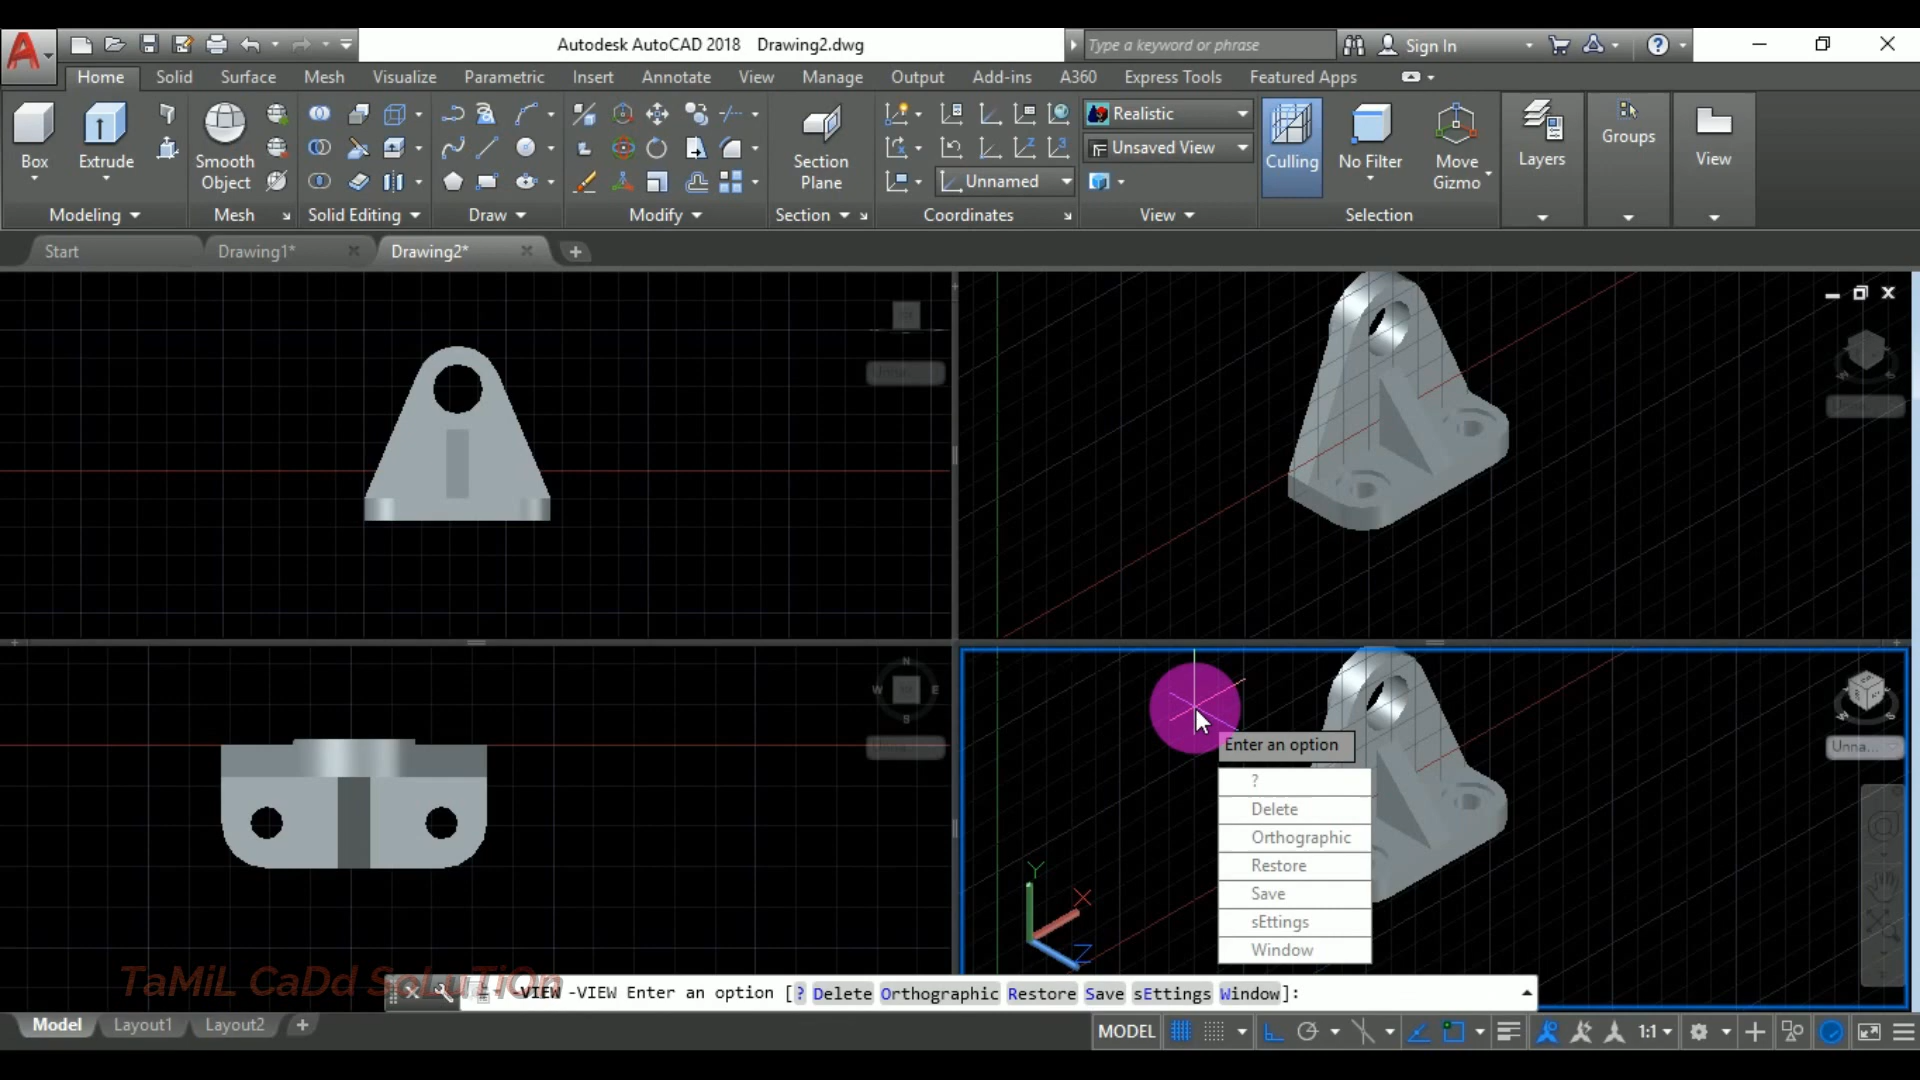 Autodesk AutoCAD 2018 Drawing2.dwg
Type a keyword or phrase
Sign In
Home Solid Surface Mesh Visualize Parametric Insert Annotate View Manage Output Add-ins A360 Express Tools Featured Apps
Box
Extrude
Smooth
Object
Section
Plane
Unnamed
Realistic
Unsaved View
Culling
No Filter
Move
Gizmo
Layers
Groups
View
Modeling
Mesh
Solid Editing
Draw
Modify
Section
Coordinates
View
Selection
Start
Drawing1*
Drawing2*
N
W
E
S
W
S
W
S
Unna...
Enter an option
?
Delete
Orthographic
Restore
Save
sEttings
Window
Y
X
Z
TaMiL CaDd SoLuTiOn
-VIEW -VIEW Enter an option [? Delete Orthographic Restore Save sEttings Window]:
Model
Layout1
Layout2
MODEL
1:1